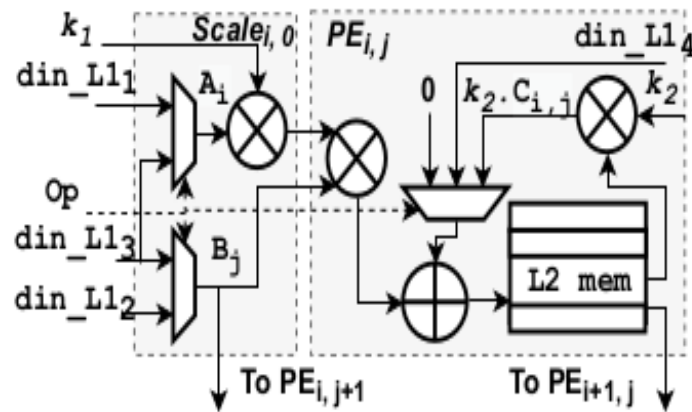 k1 Scalei, 0 PEi, j din_L14
din_L11 Ai 0 k2.Ci,j k2
Op
din_L13 Bj
din_L12 L2 mem
To PEi, j+1 To PEi+1, j